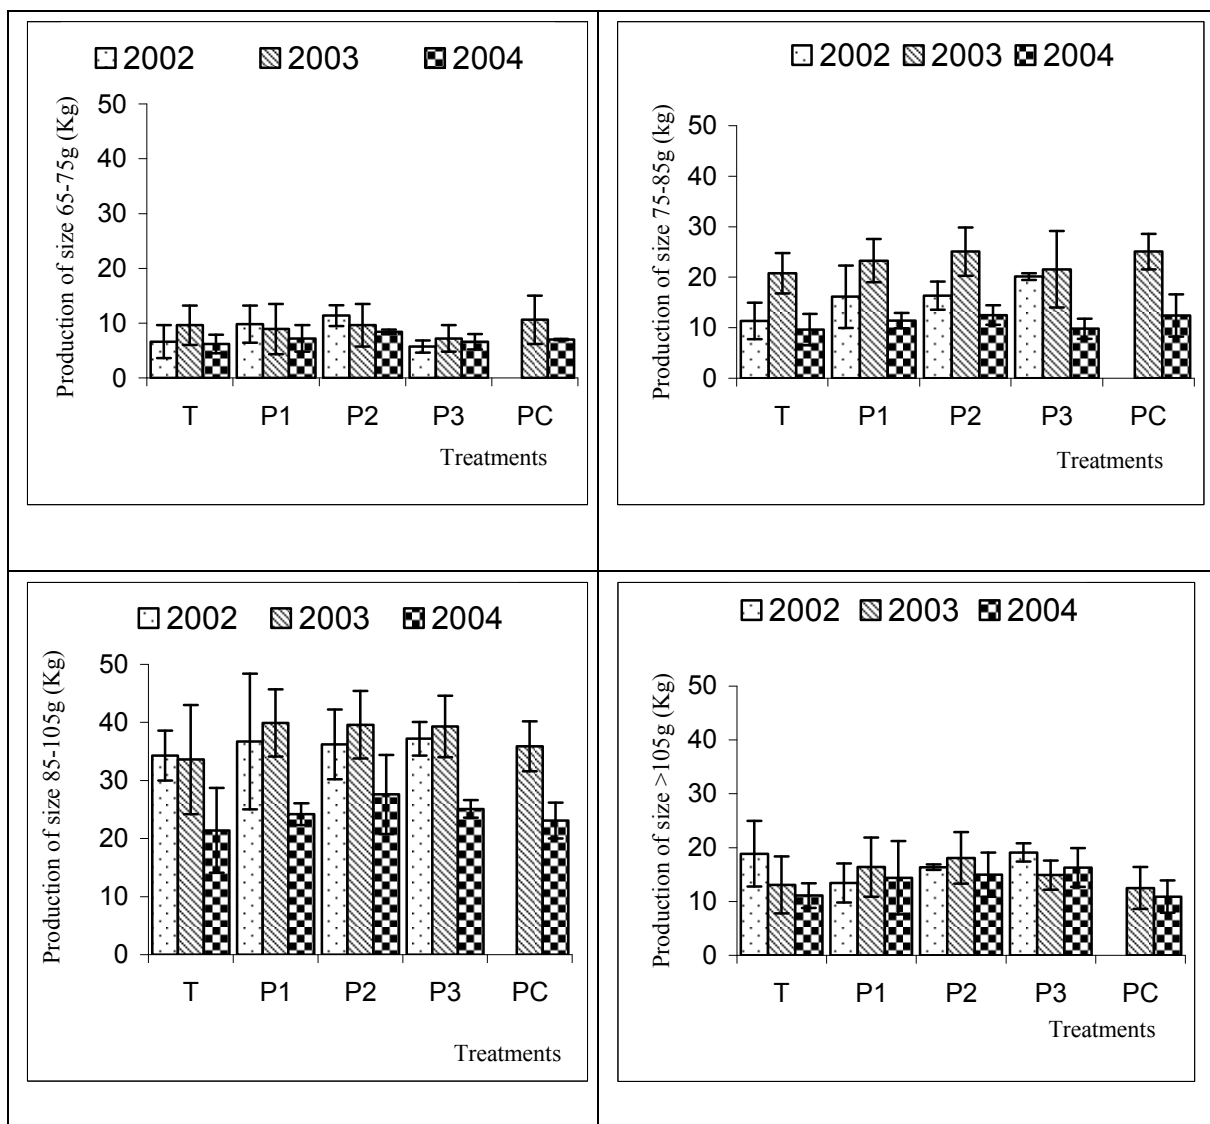 2002 2003 2004
Production of size 65-75g (Kg)
50
40
30
20
10
0
T P1 P2 P3 PC
Treatments
2002 2003 2004
Production of size 75-85g (kg)
50
40
30
20
10
0
T P1 P2 P3 PC
Treatments
2002 2003 2004
Production of size 85-105g (Kg)
50
40
30
20
10
0
T P1 P2 P3 PC
Treatments
2002 2003 2004
Production of size >105g (Kg)
50
40
30
20
10
0
T P1 P2 P3 PC
Treatments